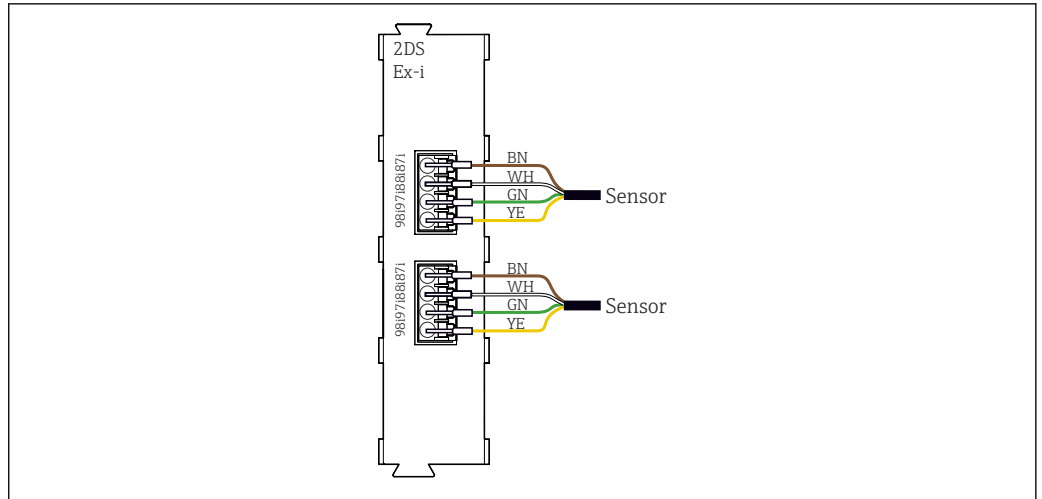 2DS
Ex-i
98i97i88i87i
BN
WH
GN
YE
Sensor
98i97i88i87i
BN
WH
GN
YE
Sensor